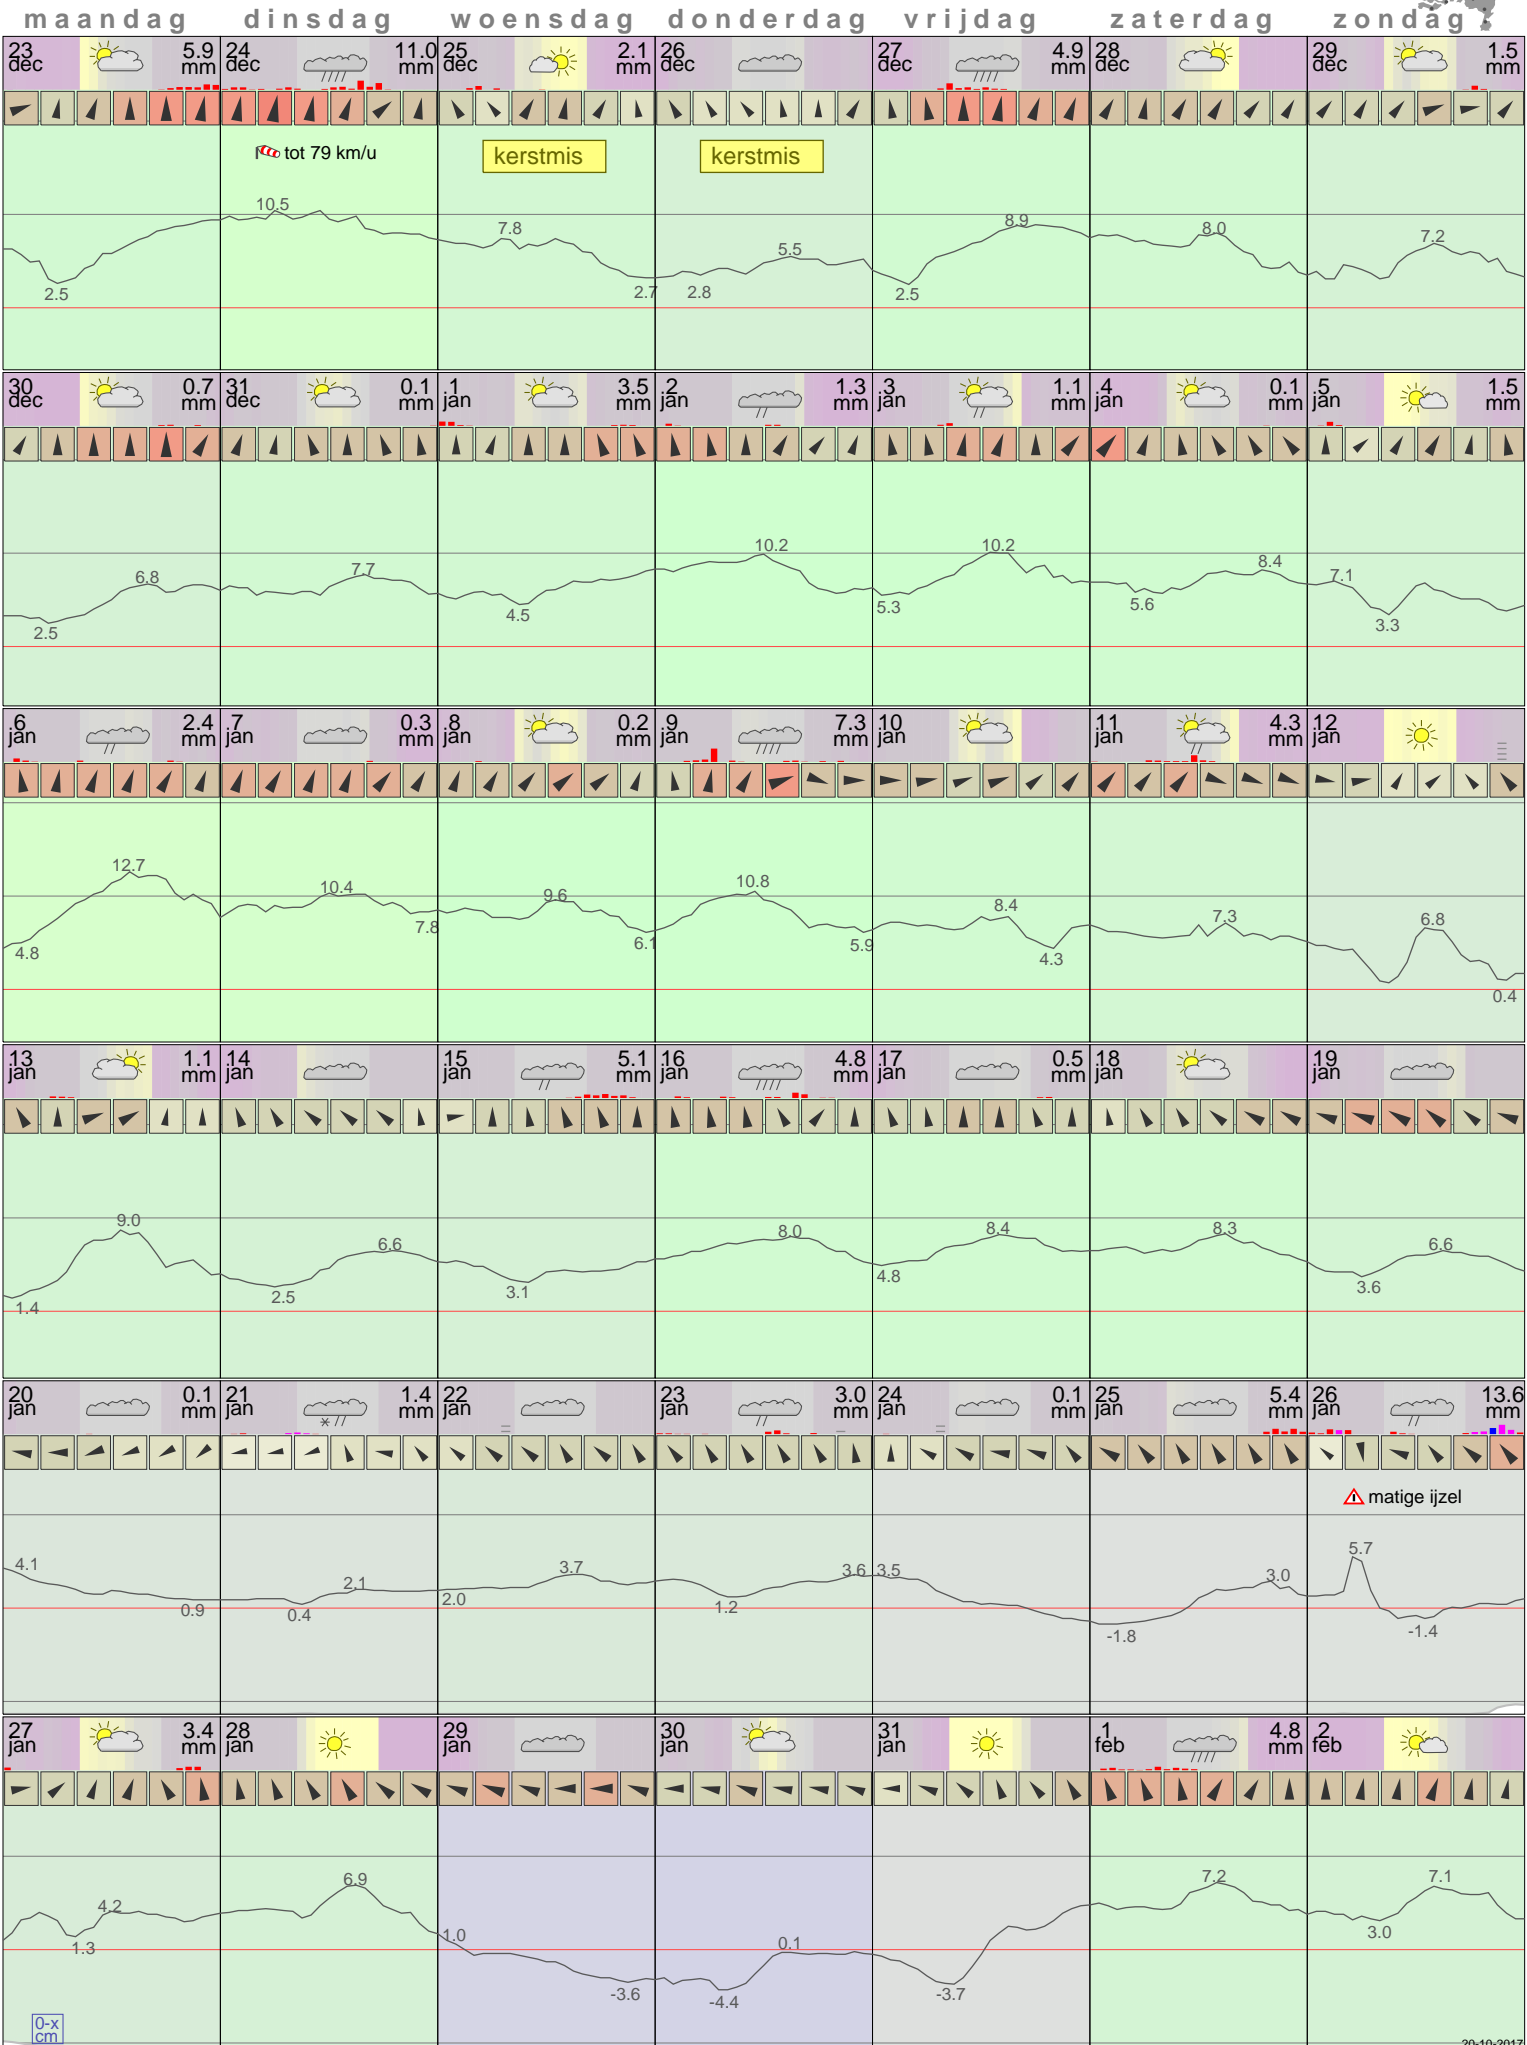 maandag dinsdag woensdag donderdag vrijdag zaterdag zondag
23 dec 5.9 mm 24 dec 11.0 mm 25 dec 2.1 mm 26 dec 27 dec 4.9 mm 28 dec 29 dec 1.5 mm
tot 79 km/u kerstmis kerstmis
10.5 7.8 5.5 8.9 8.0 7.2
2.5 2.7 2.8 2.5
30 dec 0.7 mm 31 dec 0.1 mm 1 jan 3.5 mm 2 jan 1.3 mm 3 jan 1.1 mm 4 jan 0.1 mm 5 jan 1.5 mm
6.8 7.7 10.2 10.2 8.4 7.1
2.5 4.5 5.3 5.6 3.3
6 jan 2.4 mm 7 jan 0.3 mm 8 jan 0.2 mm 9 jan 7.3 mm 10 jan 11 jan 4.3 mm 12 jan
12.7 10.4 9.6 10.8 8.4 7.3 6.8
4.8 7.8 6.1 5.9 4.3 0.4
13 jan 1.1 mm 14 jan 15 jan 5.1 mm 16 jan 4.8 mm 17 jan 0.5 mm 18 jan 19 jan
9.0 6.6 8.0 8.4 8.3 6.6
1.4 2.5 3.1 4.8 3.6
20 jan 0.1 mm 21 jan 1.4 mm 22 jan 23 jan 3.0 mm 24 jan 0.1 mm 25 jan 5.4 mm 26 jan 13.6 mm
matige ijzel
4.1 2.1 3.7 3.6 3.5 3.0 5.7
0.9 0.4 2.0 1.2 -1.8 -1.4
27 jan 3.4 mm 28 jan 29 jan 30 jan 31 jan 1 feb 4.8 mm 2 feb
4.2 6.9 1.0 0.1 7.2 7.1
1.3 -3.6 -4.4 -3.7 3.0
0-x
cm
20-10-2017